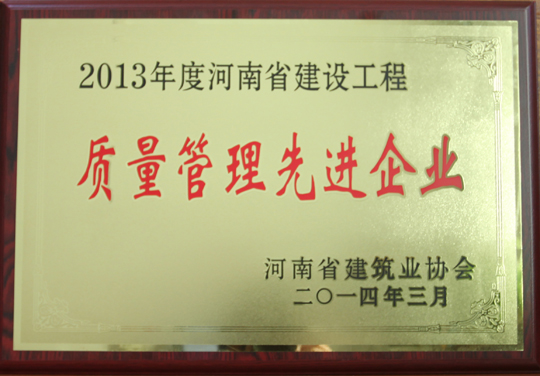 2013年度河南省建设工程
质量管理先进企业
河南省建筑业协会
二〇一四年三月